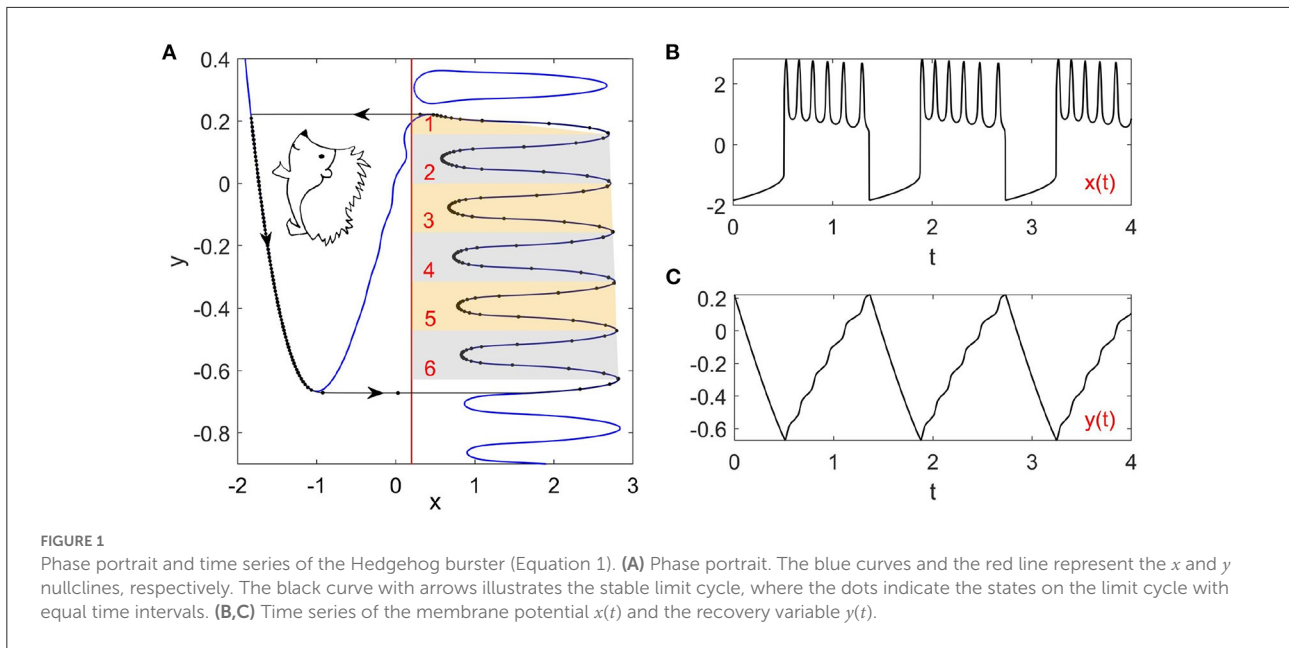 A
0.4
0.2
0
-0.2
-0.4
-0.6
-0.8
y
-2
-1
0
1
2
3
x
1
2
3
4
5
6
B
2
0
-2
0
1
2
3
4
t
x(t)
C
0.2
0
-0.2
-0.4
-0.6
0
1
2
3
4
t
y(t)
FIGURE 1
Phase portrait and time series of the Hedgehog burster (Equation 1). (A) Phase portrait. The blue curves and the red line represent the x and y
nullclines, respectively. The black curve with arrows illustrates the stable limit cycle, where the dots indicate the states on the limit cycle with
equal time intervals. (B,C) Time series of the membrane potential x(t) and the recovery variable y(t).